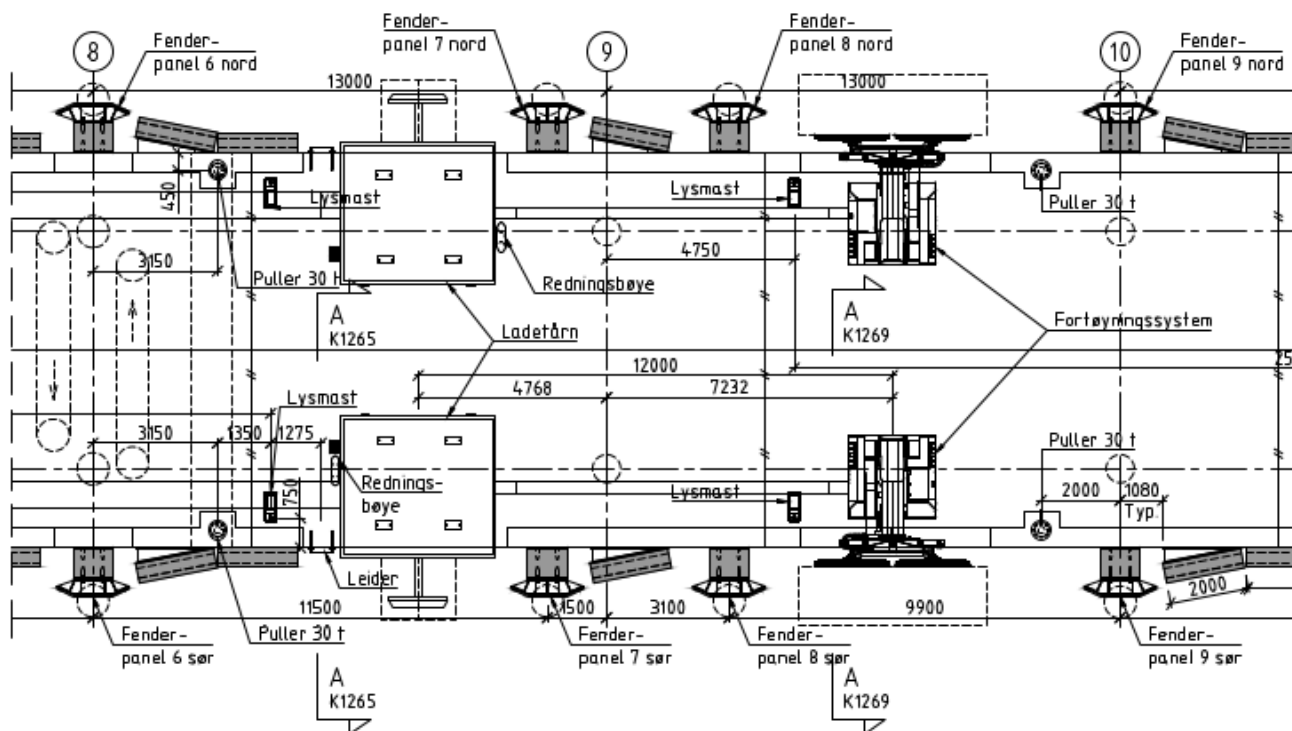 Fender-
panel 6 nord
Fender-
panel 7 nord
Fender-
panel 8 nord
Fender-
panel 9 nord
8
9
10
13000
13000
450
Lysmast
Lysmast
Puller 30 t
3150
Puller 30 t
4750
Redningsbøye
A
K1265
Ladetårn
A
K1269
Fortøyningssystem
12000
25
4768
7232
Lysmast
3150
1350
1275
Puller 30 t
750
Rednings-
bøye
Lysmast
2000
1080
Typ.
Leider
11500
1500
3100
9900
2000
Fender-
panel 6 sør
Puller 30 t
Fender-
panel 7 sør
Fender-
panel 8 sør
Fender-
panel 9 sør
A
K1265
A
K1269